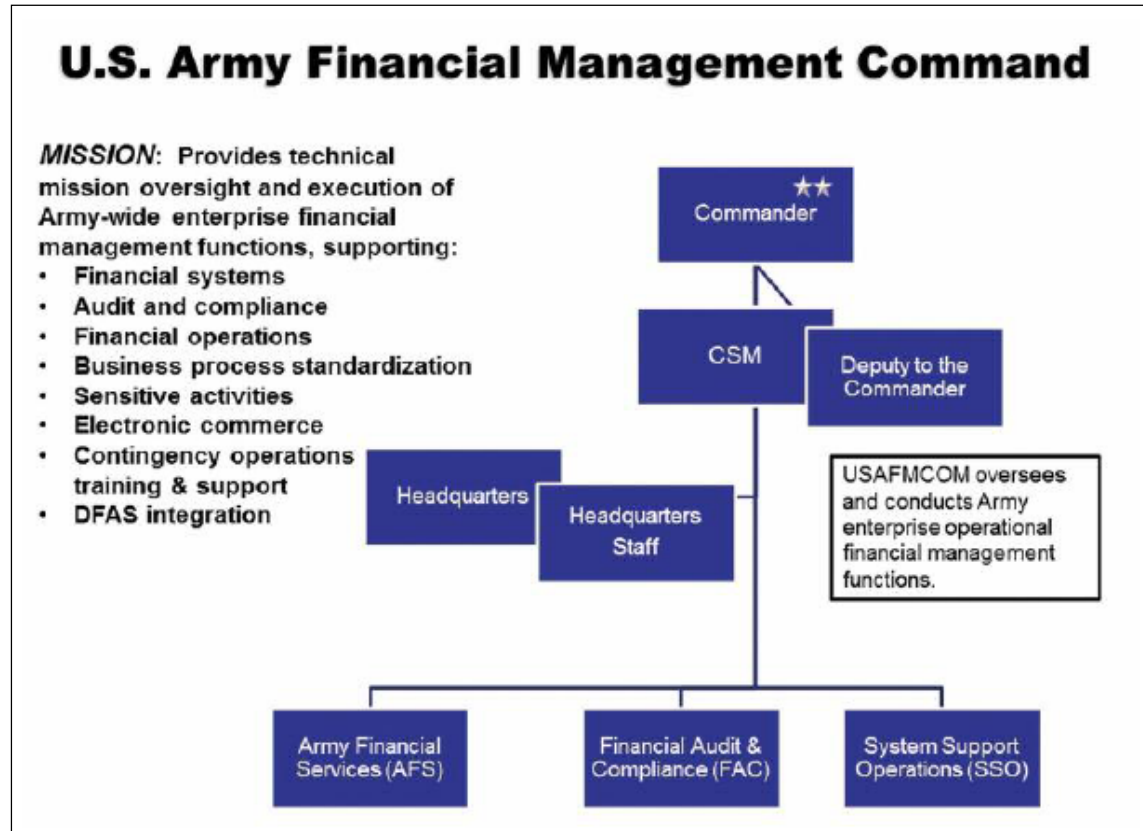 U.S. Army Financial Management Command
MISSION: Provides technical
mission oversight and execution of
Army-wide enterprise financial
management functions, supporting:
• Financial systems
• Audit and compliance
• Financial operations
• Business process standardization
• Sensitive activities
• Electronic commerce
• Contingency operations
training & support
• DFAS integration
Commander
CSM
Deputy to the
Commander
Headquarters
Headquarters
Staff
USAFMCOM oversees
and conducts Army
enterprise operational
financial management
functions.
Army Financial
Services (AFS)
Financial Audit &
Compliance (FAC)
System Support
Operations (SSO)